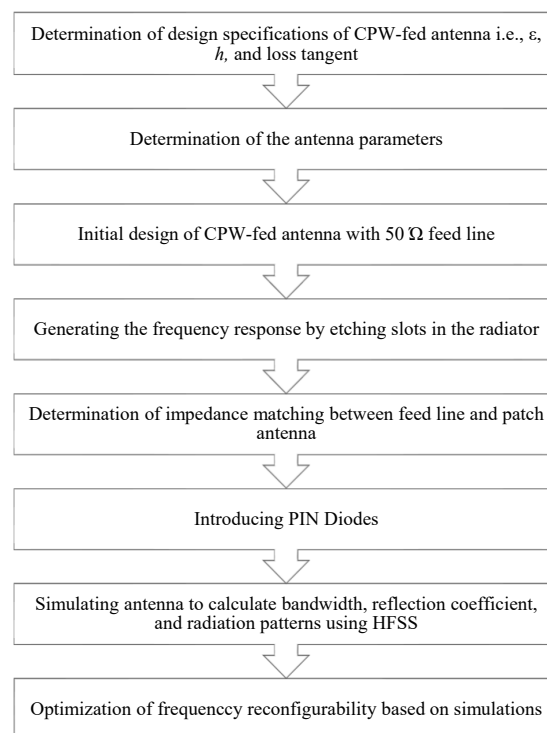 Determination of design specifications of CPW-fed antenna i.e., ε,
h, and loss tangent
Determination of the antenna parameters
Initial design of CPW-fed antenna with 50 Ω feed line
Generating the frequency response by etching slots in the radiator
Determination of impedance matching between feed line and patch
antenna
Introducing PIN Diodes
Simulating antenna to calculate bandwidth, reflection coefficient,
and radiation patterns using HFSS
Optimization of frequenccy reconfigurability based on simulations